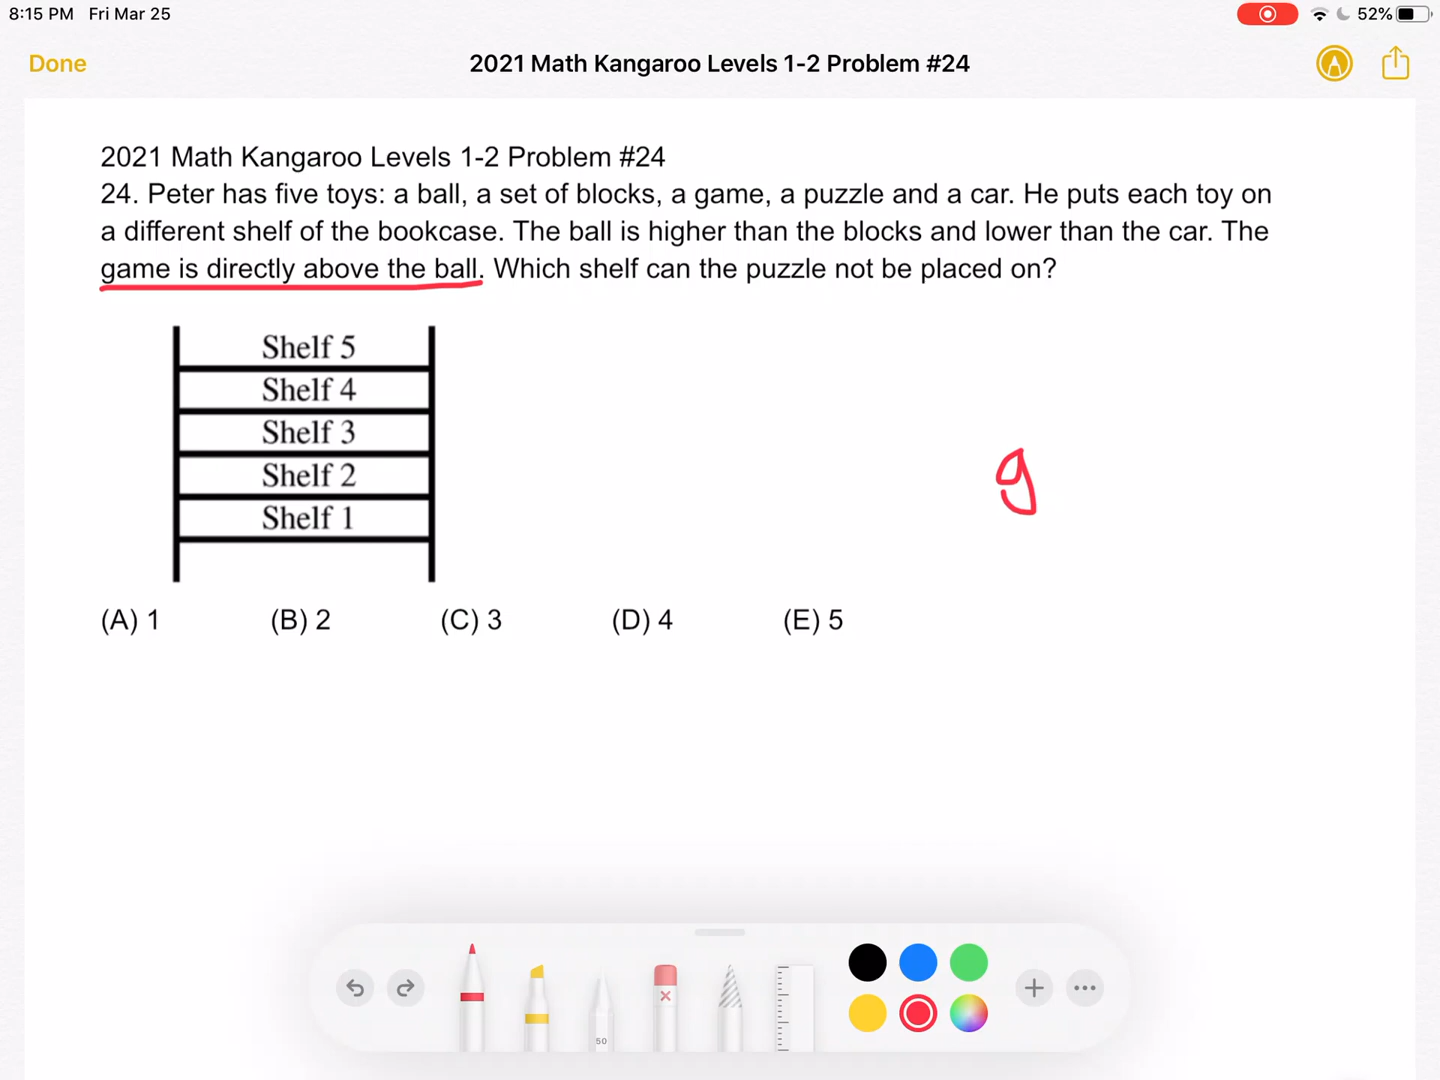 8:15 PM Fri Mar 25
52%
Done
2021 Math Kangaroo Levels 1-2 Problem #24
2021 Math Kangaroo Levels 1-2 Problem #24
24. Peter has five toys: a ball, a set of blocks, a game, a puzzle and a car. He puts each toy on
a different shelf of the bookcase. The ball is higher than the blocks and lower than the car. The
game is directly above the ball. Which shelf can the puzzle not be placed on?
Shelf 5
Shelf 4
Shelf 3
Shelf 2
Shelf 1
g
(A) 1 (B) 2 (C) 3 (D) 4 (E) 5
50